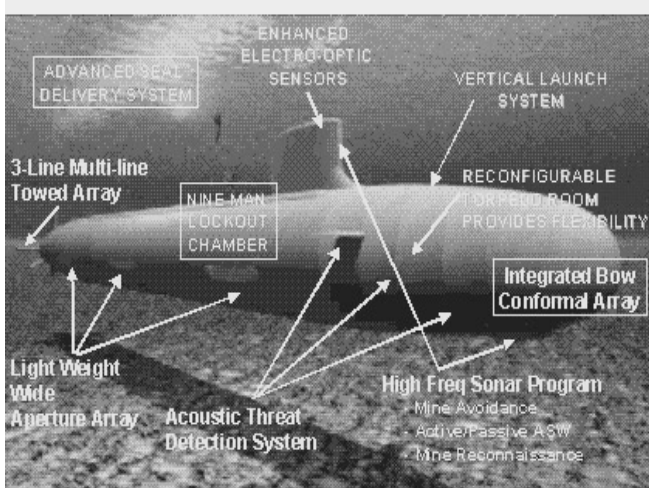 ENHANCED
ELECTRO-OPTIC
SENSORS
ADVANCED SEAL
DELIVERY SYSTEM
VERTICAL LAUNCH
SYSTEM
3-Line Multi-line
Towed Array
NINE MAN
LOCKOUT
CHAMBER
RECONFIGURABLE
TORPEDO ROOM
PROVIDES FLEXIBILITY
Integrated Bow
Conformal Array
Light Weight
Wide
Aperture Array
Acoustic Threat
Detection System
High Freq Sonar Program
- Mine Avoidance
- Active/Passive ASW
- Mine Reconnaissance